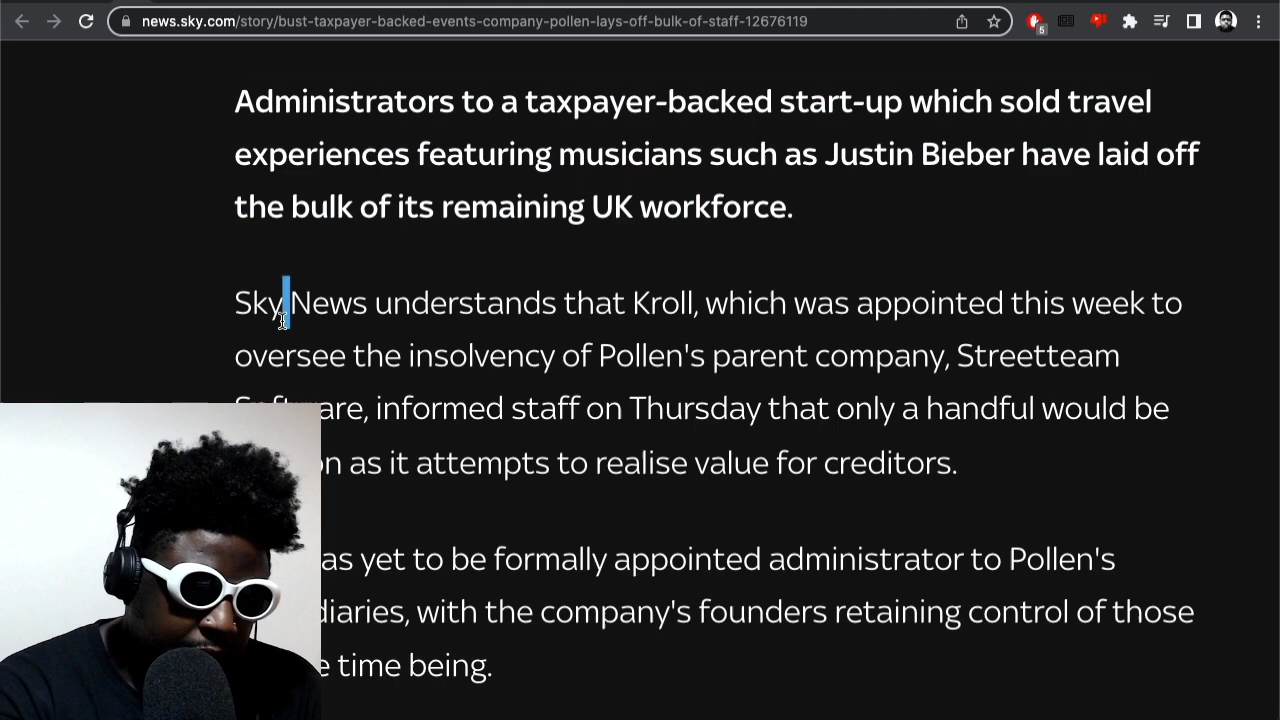 news.sky.com/story/bust-taxpayer-backed-events-company-pollen-lays-off-bulk-of-staff-12676119
5
Administrators to a taxpayer-backed start-up which sold travel
experiences featuring musicians such as Justin Bieber have laid off
the bulk of its remaining UK workforce.
Sky News understands that Kroll, which was appointed this week to
oversee the insolvency of Pollen's parent company, Streetteam
Software, informed staff on Thursday that only a handful would be
on as it attempts to realise value for creditors.
as yet to be formally appointed administrator to Pollen's
diaries, with the company's founders retaining control of those
time being.